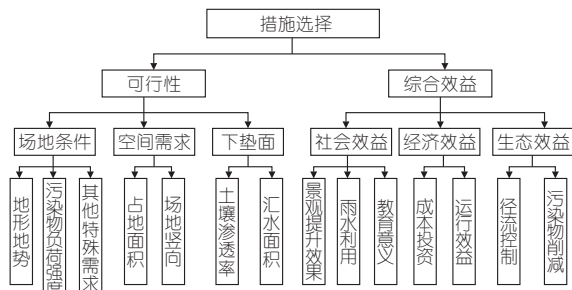 措施选择
可行性
综合效益
场地条件
空间需求
下垫面
社会效益
经济效益
生态效益
地形地势
污染物负荷强度
其他特殊需求
占地面积
场地竖向
土壤渗透率
汇水面积
景观提升效果
雨水利用
教育意义
成本投资
运行效益
径流控制
污染物削减